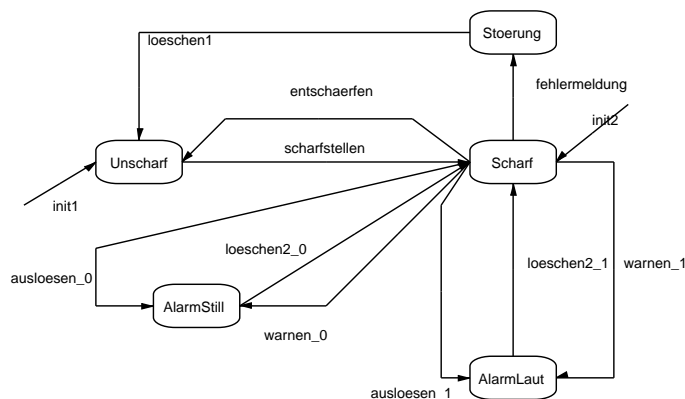 Stoerung
loeschen1
fehlermeldung
entschaerfen
init2
scharfstellen
Unscharf
Scharf
init1
loeschen2_0
loeschen2_1
warnen_1
ausloesen_0
AlarmStill
warnen_0
AlarmLaut
ausloesen_1